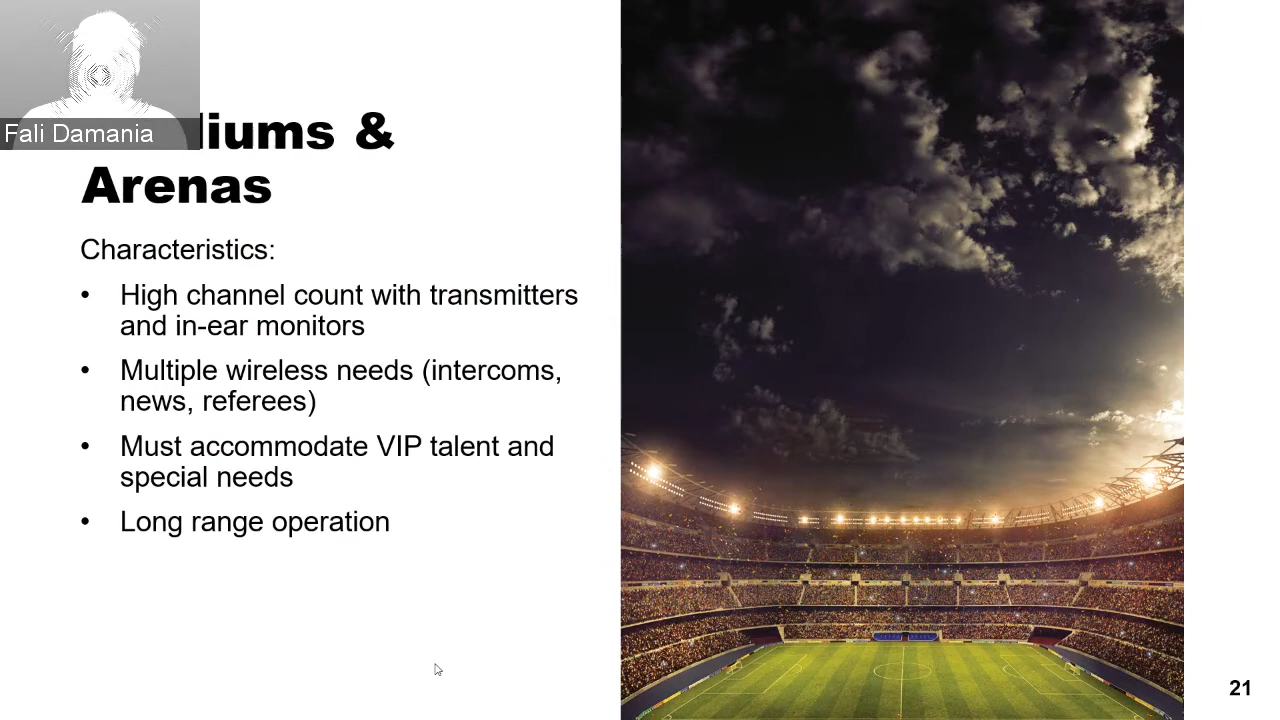 Fali Damania
diums &
Arenas
Characteristics:
• High channel count with transmitters
and in-ear monitors
• Multiple wireless needs (intercoms,
news, referees)
• Must accommodate VIP talent and
special needs
• Long range operation
21